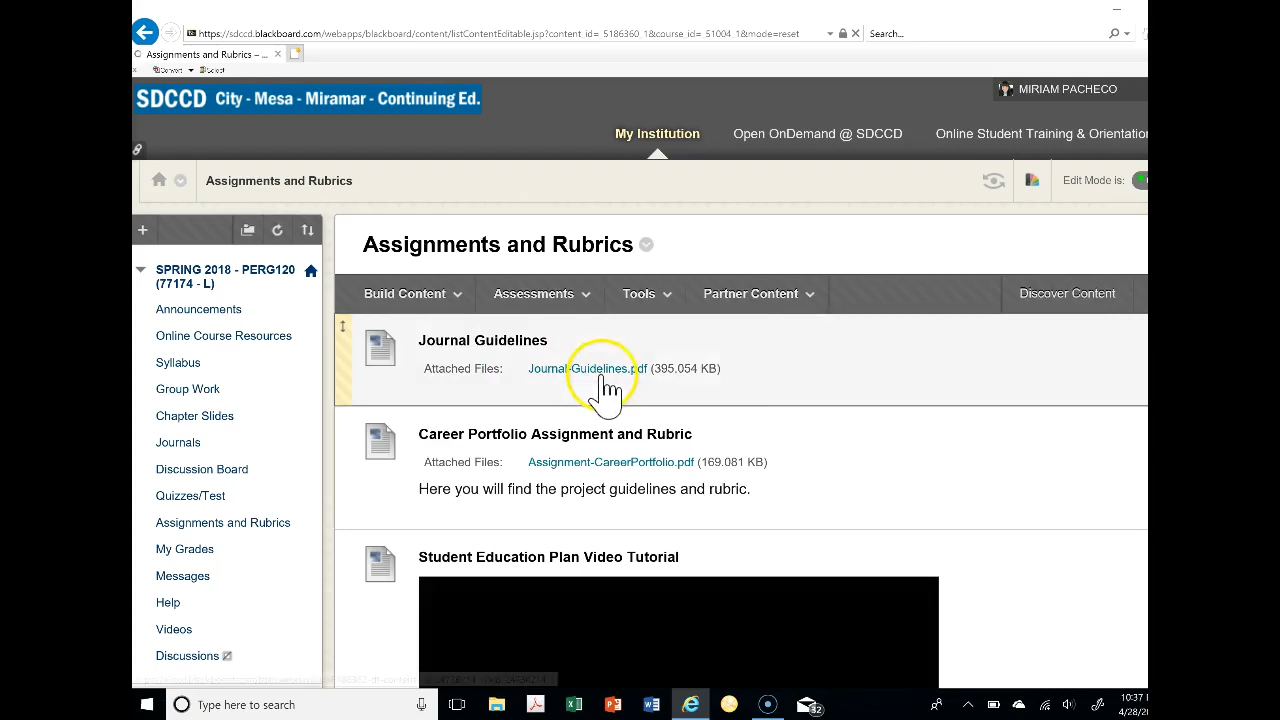 https://sdccd.blackboard.com/webapps/blackboard/content/listContentEditable.jsp?content_id=_5186360_1&course_id=_51004_1&mode=reset
Search...
Assignments and Rubrics – ...
Convert
Select
SDCCD City - Mesa - Miramar - Continuing Ed.
MIRIAM PACHECO
My Institution
Open OnDemand @ SDCCD
Online Student Training & Orientation
Assignments and Rubrics
Edit Mode is:
SPRING 2018 - PERG120
(77174 - L)
Announcements
Online Course Resources
Syllabus
Group Work
Chapter Slides
Journals
Discussion Board
Quizzes/Test
Assignments and Rubrics
My Grades
Messages
Help
Videos
Discussions
Assignments and Rubrics
Build Content
Assessments
Tools
Partner Content
Discover Content
Journal Guidelines
Attached Files: Journal-Guidelines.pdf (395.054 KB)
Career Portfolio Assignment and Rubric
Attached Files: Assignment-CareerPortfolio.pdf (169.081 KB)
Here you will find the project guidelines and rubric.
Student Education Plan Video Tutorial
Type here to search
32
10:37